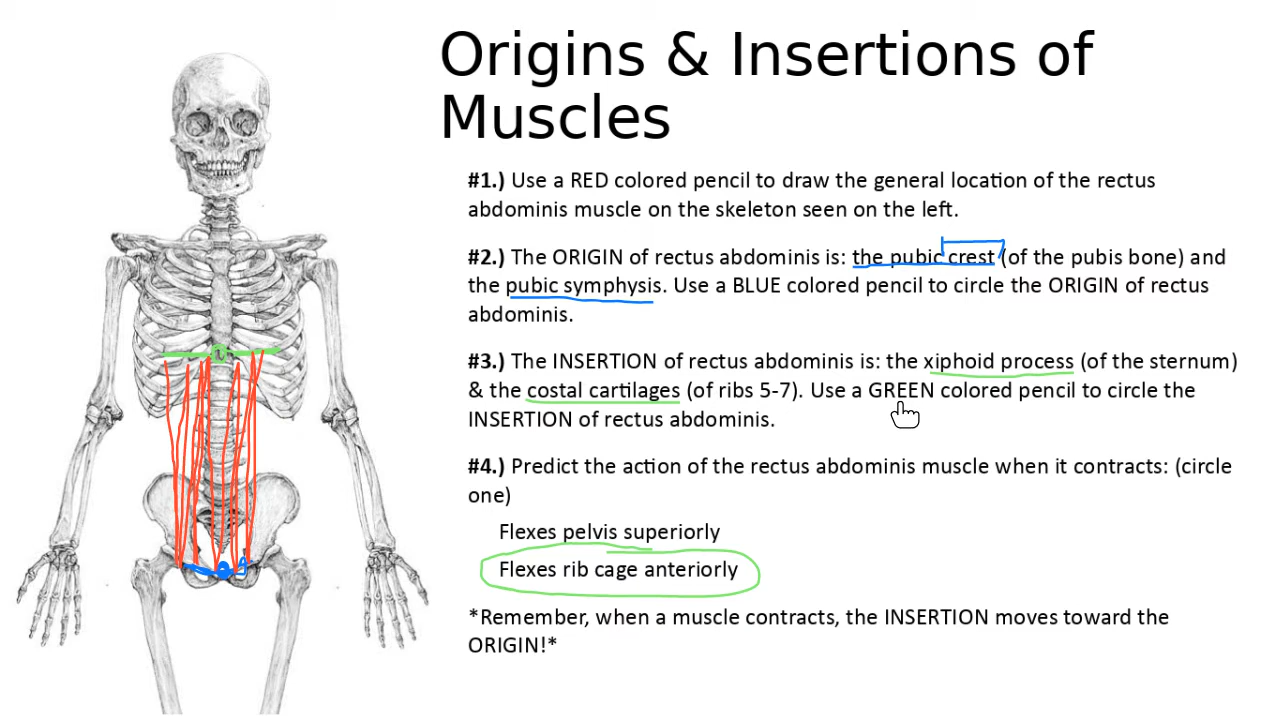 Origins & Insertions of
Muscles
#1.) Use a RED colored pencil to draw the general location of the rectus
abdominis muscle on the skeleton seen on the left.
#2.) The ORIGIN of rectus abdominis is: the pubic crest (of the pubis bone) and
the pubic symphysis. Use a BLUE colored pencil to circle the ORIGIN of rectus
abdominis.
#3.) The INSERTION of rectus abdominis is: the xiphoid process (of the sternum)
& the costal cartilages (of ribs 5-7). Use a GREEN colored pencil to circle the
INSERTION of rectus abdominis.
#4.) Predict the action of the rectus abdominis muscle when it contracts: (circle
one)
Flexes pelvis superiorly
Flexes rib cage anteriorly
*Remember, when a muscle contracts, the INSERTION moves toward the
ORIGIN!*